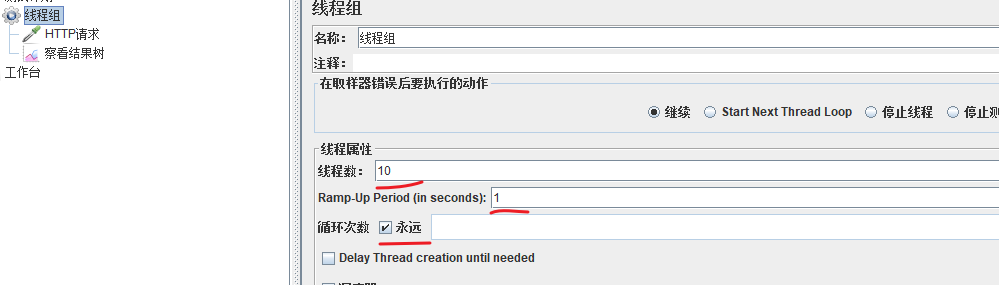 线程组
HTTP请求
察看结果树
工作台
线程组
名称： 线程组
注释：
在取样器错误后要执行的动作
继续 Start Next Thread Loop 停止线程 停止测
线程属性
线程数： 10
Ramp-Up Period (in seconds): 1
循环次数 永远
Delay Thread creation until needed